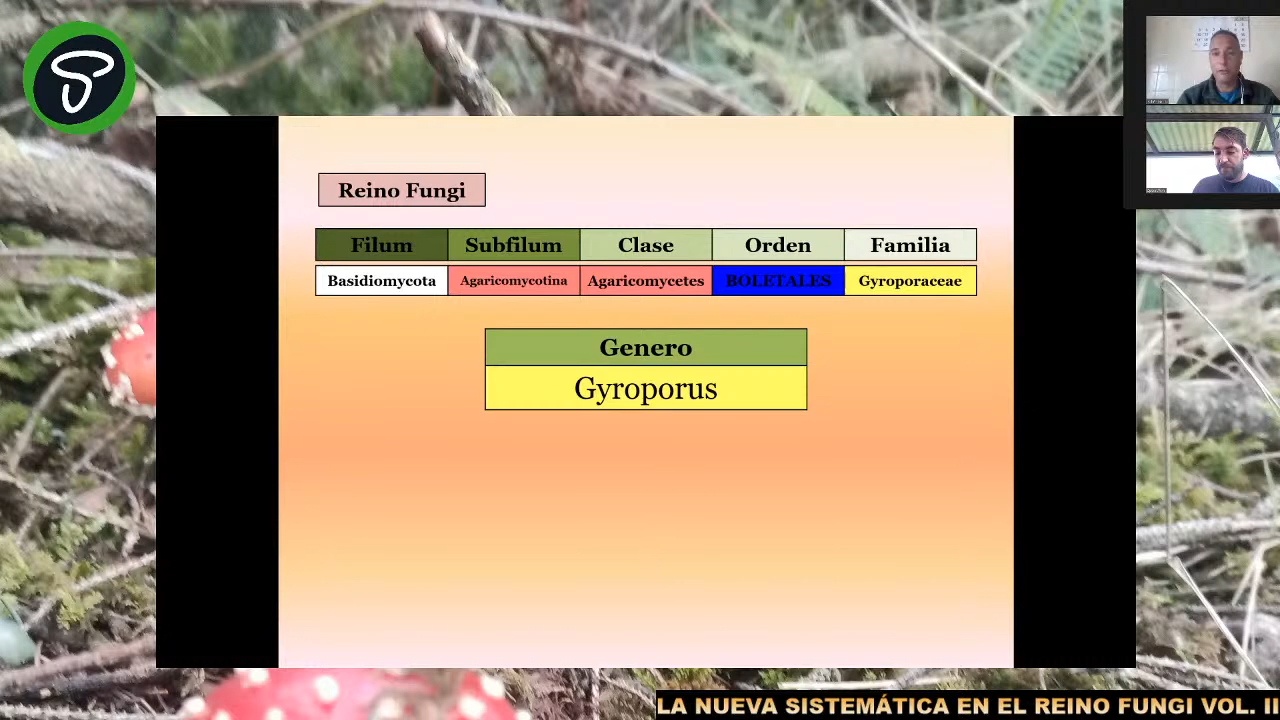 Reino Fungi
Filum Subfilum Clase Orden Familia
Basidiomycota Agaricomycotina Agaricomycetes BOLETALES Gyroporaceae
Genero
Gyroporus
LA NUEVA SISTEMÁTICA EN EL REINO FUNGI VOL. II